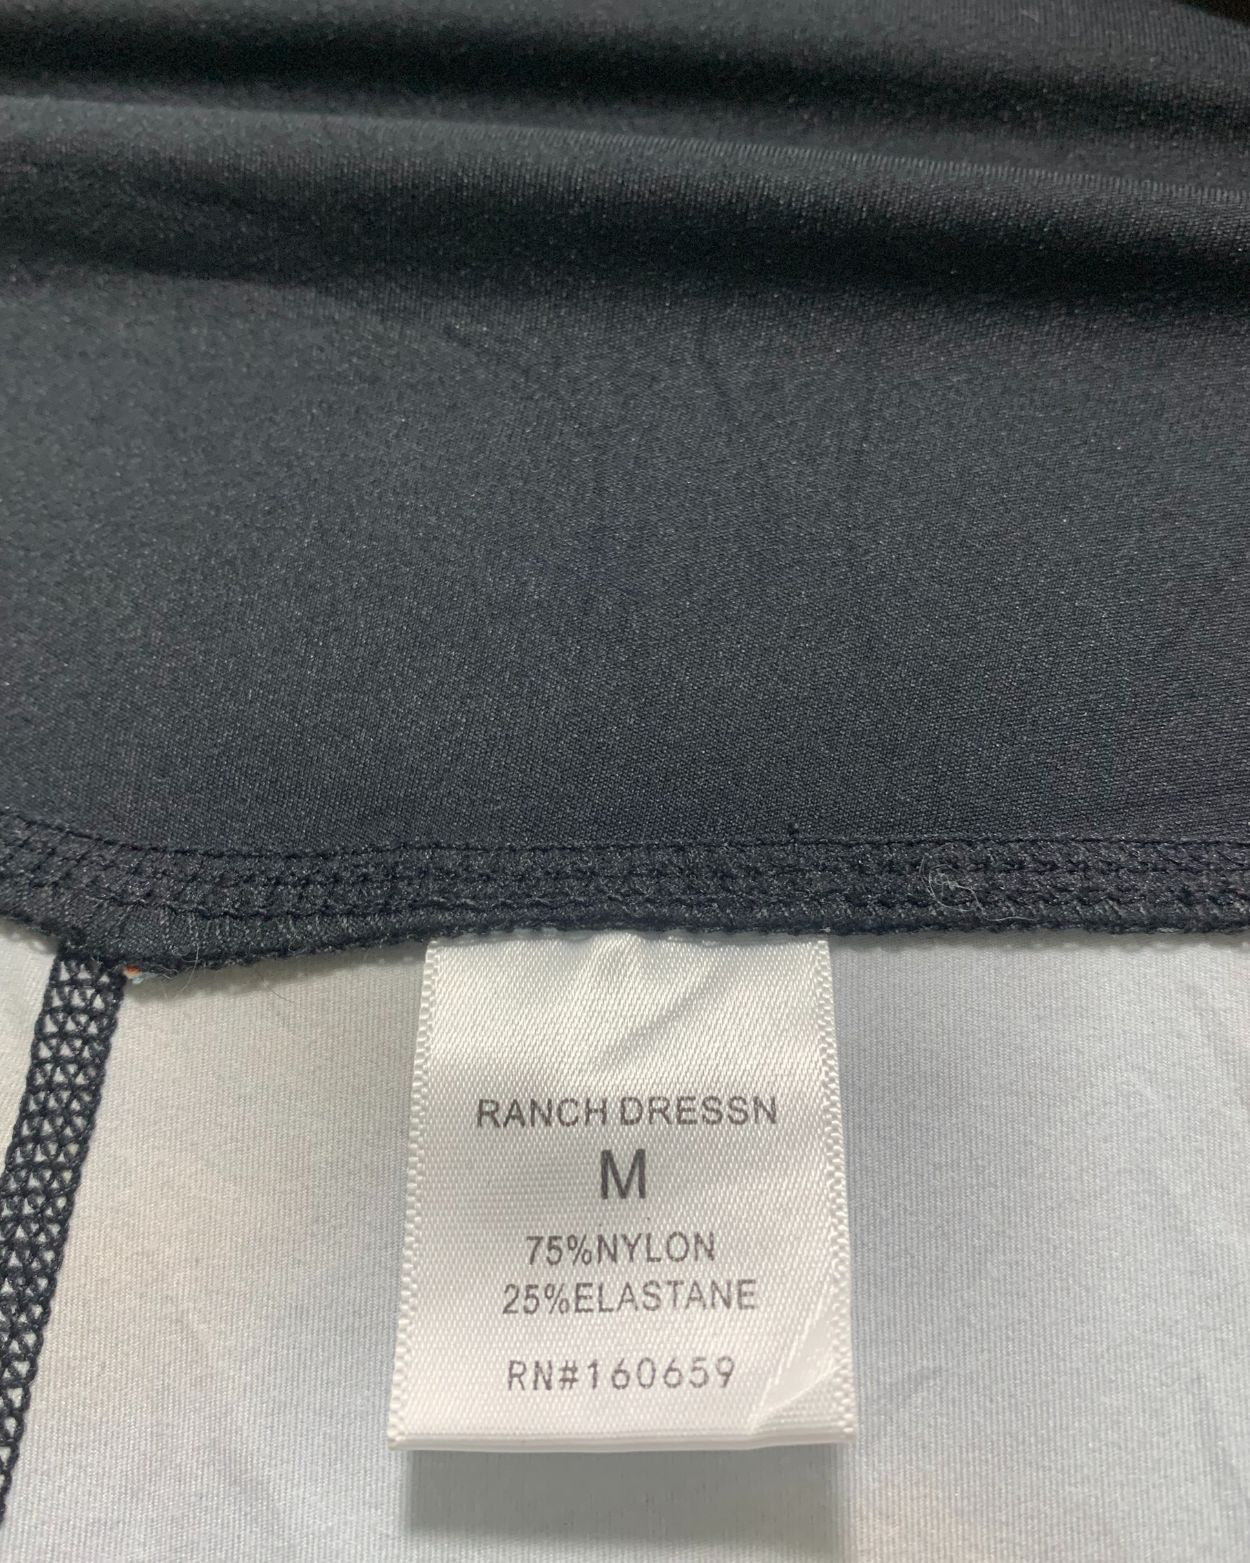 RANCH DRESSN
M
75%NYLON
25%ELASTANE
RN#160659